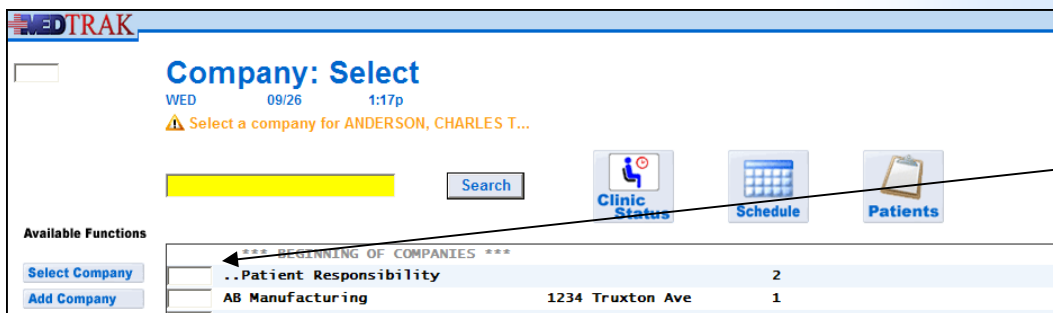 MEDTRAK
Company: Select
WED 09/26 1:17p
Select a company for ANDERSON, CHARLES T...
Search
Clinic Status
Schedule
Patients
Available Functions
*** BEGINNING OF COMPANIES ***
Select Company
..Patient Responsibility 2
Add Company
AB Manufacturing 1234 Truxton Ave 1